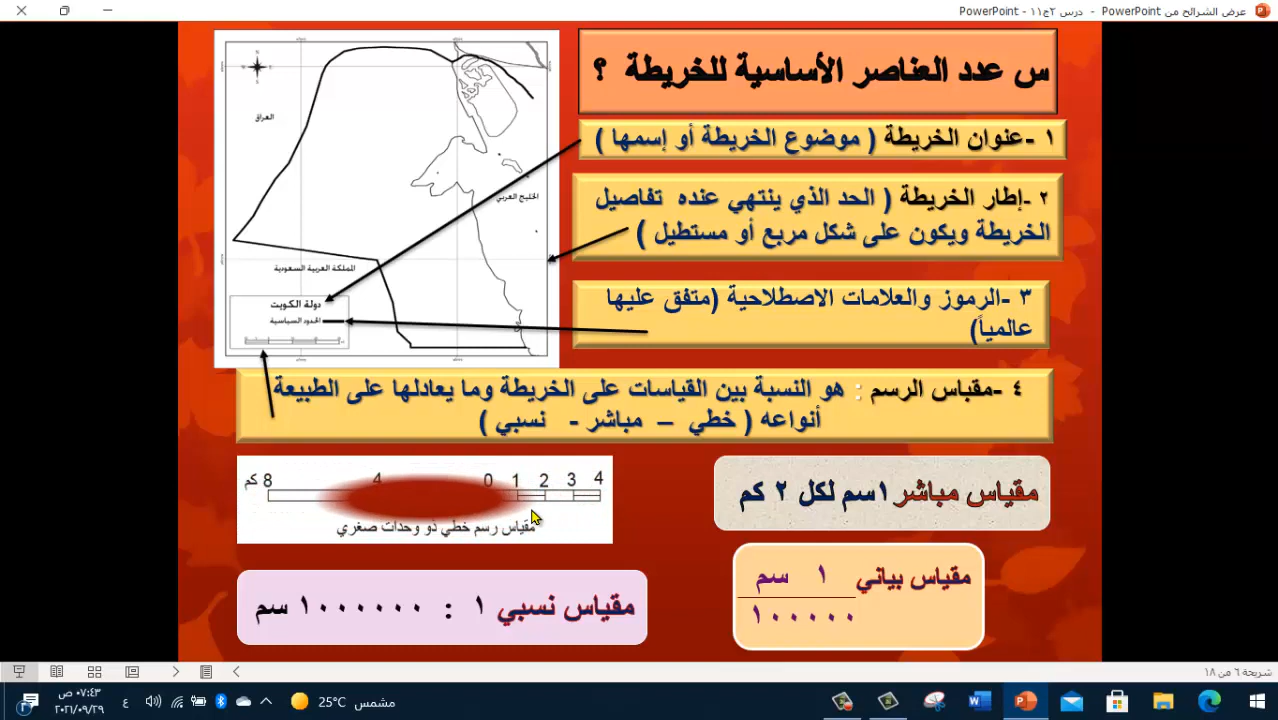 عرض الشرائح من PowerPoint - درس ٢ج١١ - PowerPoint
س عدد العناصر الأساسية للخريطة ؟
١ -عنوان الخريطة ( موضوع الخريطة أو إسمها )
٢ -إطار الخريطة ( الحد الذي ينتهي عنده تفاصيل
الخريطة ويكون على شكل مربع أو مستطيل )
٣ -الرموز والعلامات الاصطلاحية (متفق عليها
عالمياً)
٤ -مقباس الرسم : هو النسبة بين القياسات على الخريطة وما يعادلها على الطبيعة
أنواعه ( خطي – مباشر - نسبي )
العراق
الخليج العربي
المملكة العربية السعودية
دولة الكويت
الحدود السياسية
مقياس مباشر ١سم لكل ٢ كم
كم 8 4 0 1 2 3 4
مقياس رسم خطي ذو وحدات صغري
مقياس بياني ١ سم
١٠٠٠٠٠
مقياس نسبي ١ : ١٠٠٠٠٠٠ سم
شريحة ٦ من ١٨
٠٧:٤٣ ص
٢٠٢١/٠٩/٢٩
ع
25°C مشمس